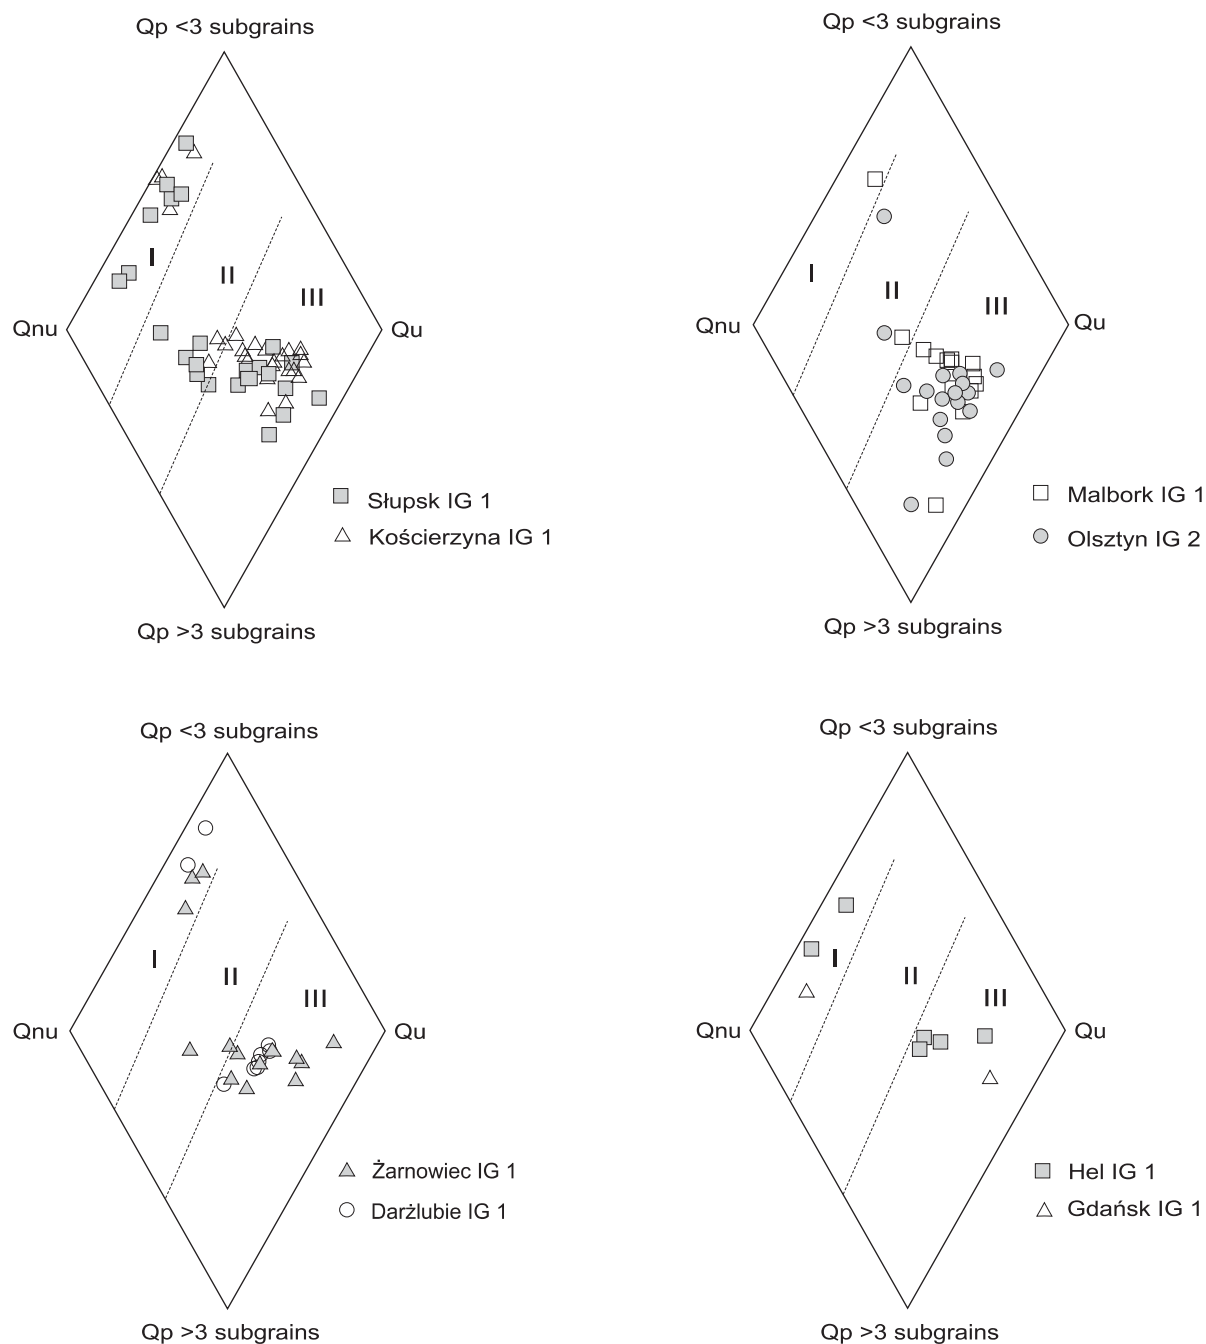 Qp <3 subgrains
I
II
III
Qnu
Qu
Słupsk IG 1
Kościerzyna IG 1
Qp >3 subgrains
Qp <3 subgrains
I
II
III
Qnu
Qu
Malbork IG 1
Olsztyn IG 2
Qp >3 subgrains
Qp <3 subgrains
I
II
III
Qnu
Qu
Żarnowiec IG 1
Darżlubie IG 1
Qp >3 subgrains
Qp <3 subgrains
I
II
III
Qnu
Qu
Hel IG 1
Gdańsk IG 1
Qp >3 subgrains